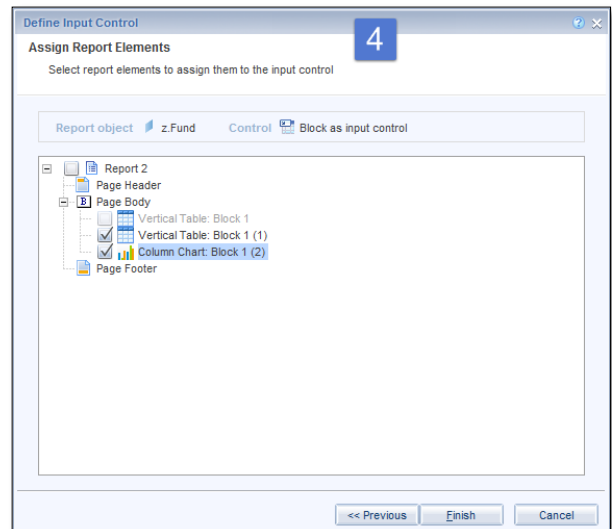 Define Input Control
4
Assign Report Elements
Select report elements to assign them to the input control
Report object z.Fund Control Block as input control
Report 2
Page Header
B Page Body
Vertical Table: Block 1
Vertical Table: Block 1 (1)
Column Chart: Block 1 (2)
Page Footer
<< Previous Finish Cancel